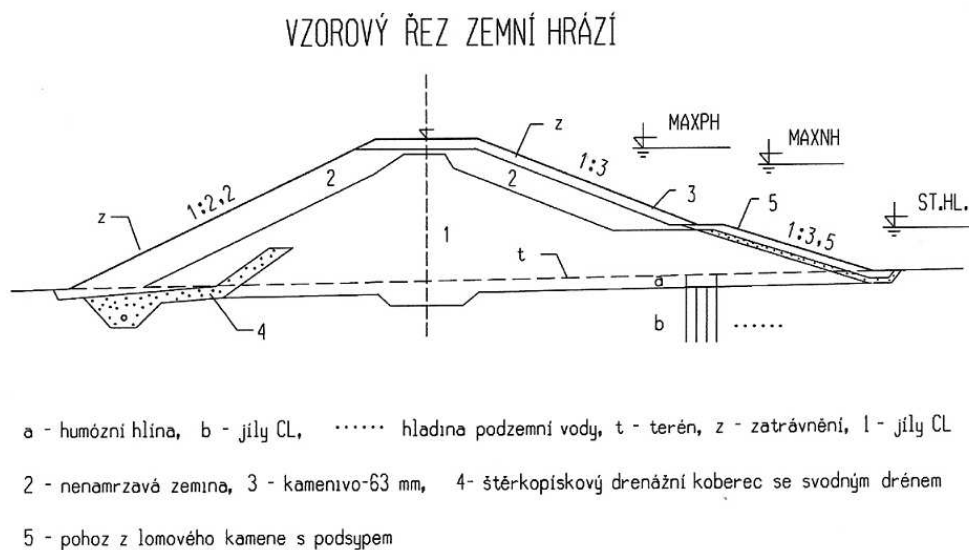 VZOROVÝ ŘEZ ZEMNÍ HRÁZÍ
z
MAXPH
MAXNH
1:3
2
2
3
5
ST.HL.
1:2,2
z
1
1:3,5
t
a
4
b
......
a - humózní hlína, b - jíly CL, ...... hladina podzemní vody, t - terén, z - zatrávnění, 1 - jíly CL
2 - nenamrzavá zemina, 3 - kamenivo-63 mm, 4- štěrkopískový drenážní koberec se svodným drénem
5 - pohoz z lomového kamene s podsypem